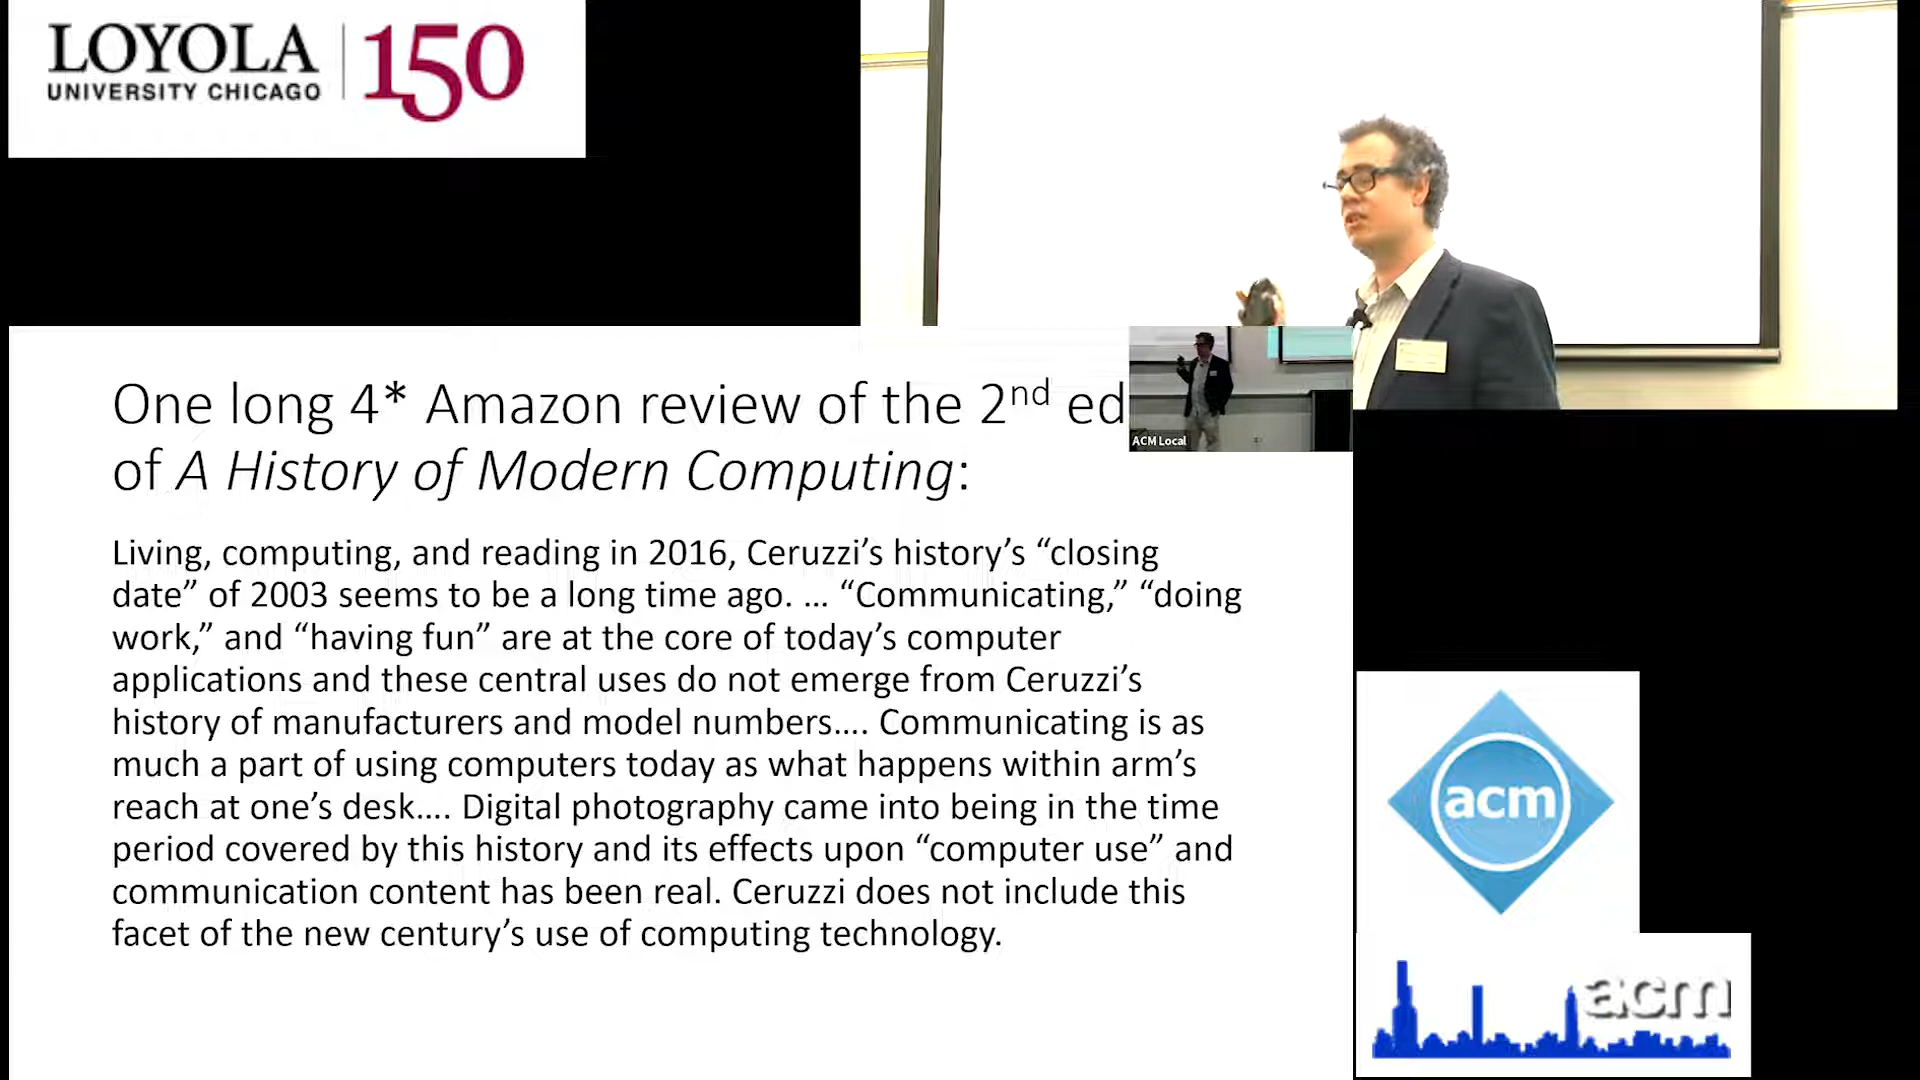 LOYOLA
UNIVERSITY CHICAGO
150
ACM Local
One long 4* Amazon review of the 2nd ed
of A History of Modern Computing:
Living, computing, and reading in 2016, Ceruzzi’s history’s “closing
date” of 2003 seems to be a long time ago. ... “Communicating,” “doing
work,” and “having fun” are at the core of today’s computer
applications and these central uses do not emerge from Ceruzzi’s
history of manufacturers and model numbers.... Communicating is as
much a part of using computers today as what happens within arm’s
reach at one’s desk.... Digital photography came into being in the time
period covered by this history and its effects upon “computer use” and
communication content has been real. Ceruzzi does not include this
facet of the new century’s use of computing technology.
acm
acm